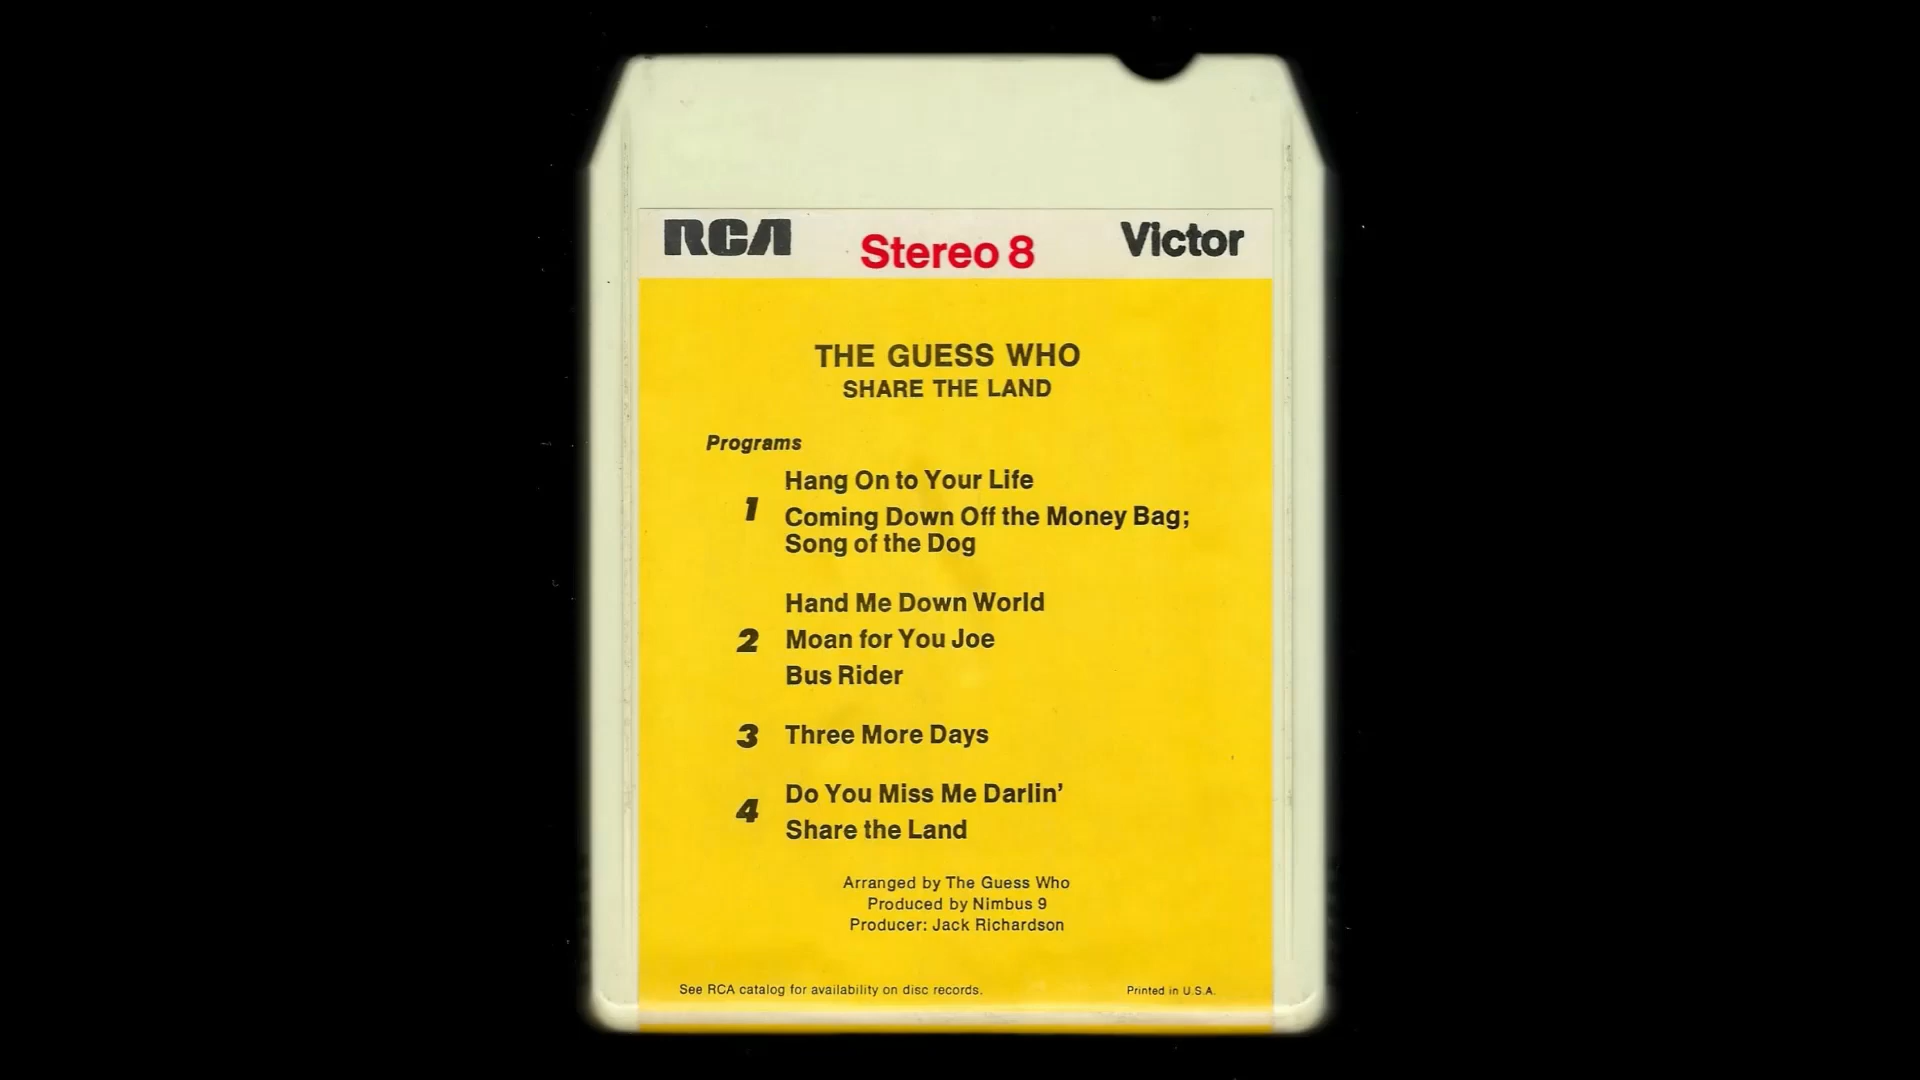 RCA Stereo 8 Victor
THE GUESS WHO
SHARE THE LAND
Programs
1
Hang On to Your Life
Coming Down Off the Money Bag;
Song of the Dog
2
Hand Me Down World
Moan for You Joe
Bus Rider
3 Three More Days
4
Do You Miss Me Darlin'
Share the Land
Arranged by The Guess Who
Produced by Nimbus 9
Producer: Jack Richardson
See RCA catalog for availability on disc records. Printed in U.S.A.